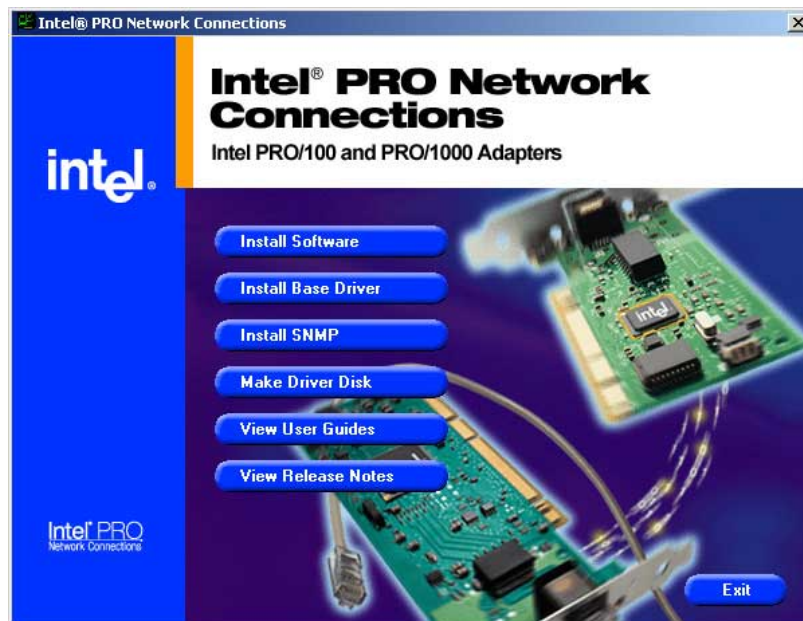 Intel® PRO Network Connections
Intel® PRO Network
Connections
Intel PRO/100 and PRO/1000 Adapters
intel®
Install Software
Install Base Driver
Install SNMP
Make Driver Disk
View User Guides
View Release Notes
intel
Intel® PRO
Network Connections
Exit